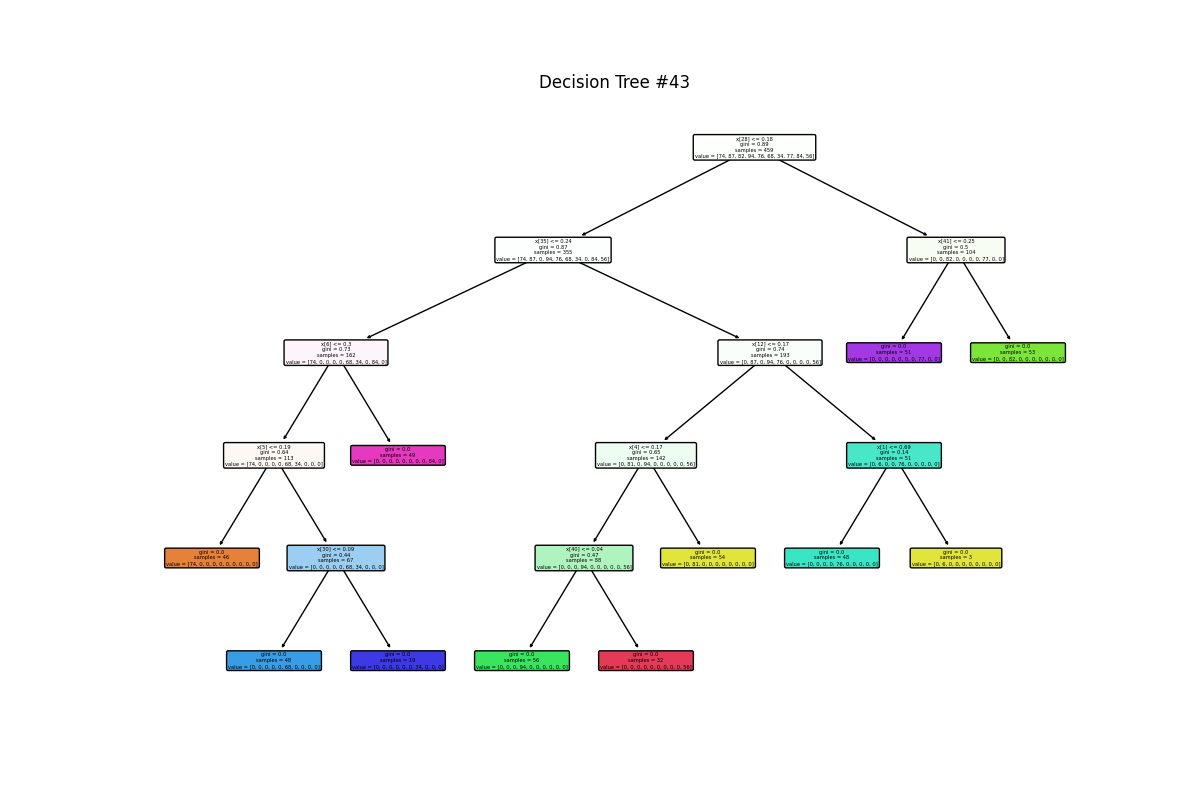 Decision Tree #43
x[28] <= 0.18
gini = 0.89
samples = 459
value = [74, 87, 82, 94, 76, 68, 34, 77, 84, 56]
x[35] <= 0.24
gini = 0.87
samples = 355
value = [74, 87, 0, 94, 76, 68, 34, 0, 84, 56]
x[41] <= 0.25
gini = 0.5
samples = 104
value = [0, 0, 82, 0, 0, 0, 0, 77, 0, 0]
x[6] <= 0.3
gini = 0.73
samples = 162
value = [74, 0, 0, 0, 0, 68, 34, 0, 84, 0]
x[12] <= 0.17
gini = 0.74
samples = 193
value = [0, 87, 0, 94, 76, 0, 0, 0, 0, 56]
gini = 0.0
samples = 51
value = [0, 0, 0, 0, 0, 0, 0, 77, 0, 0]
gini = 0.0
samples = 53
value = [0, 0, 82, 0, 0, 0, 0, 0, 0, 0]
x[5] <= 0.19
gini = 0.64
samples = 113
value = [74, 0, 0, 0, 0, 68, 34, 0, 0, 0]
gini = 0.0
samples = 49
value = [0, 0, 0, 0, 0, 0, 0, 0, 84, 0]
x[4] <= 0.17
gini = 0.65
samples = 142
value = [0, 81, 0, 94, 0, 0, 0, 0, 0, 56]
x[1] <= 0.69
gini = 0.14
samples = 51
value = [0, 6, 0, 0, 76, 0, 0, 0, 0, 0]
gini = 0.0
samples = 46
value = [74, 0, 0, 0, 0, 0, 0, 0, 0, 0]
x[30] <= 0.09
gini = 0.44
samples = 67
value = [0, 0, 0, 0, 0, 68, 34, 0, 0, 0]
x[40] <= 0.04
gini = 0.47
samples = 88
value = [0, 0, 0, 94, 0, 0, 0, 0, 0, 56]
gini = 0.0
samples = 54
value = [0, 81, 0, 0, 0, 0, 0, 0, 0, 0]
gini = 0.0
samples = 48
value = [0, 0, 0, 0, 76, 0, 0, 0, 0, 0]
gini = 0.0
samples = 3
value = [0, 6, 0, 0, 0, 0, 0, 0, 0, 0]
gini = 0.0
samples = 48
value = [0, 0, 0, 0, 0, 68, 0, 0, 0, 0]
gini = 0.0
samples = 19
value = [0, 0, 0, 0, 0, 0, 34, 0, 0, 0]
gini = 0.0
samples = 56
value = [0, 0, 0, 94, 0, 0, 0, 0, 0, 0]
gini = 0.0
samples = 32
value = [0, 0, 0, 0, 0, 0, 0, 0, 0, 56]